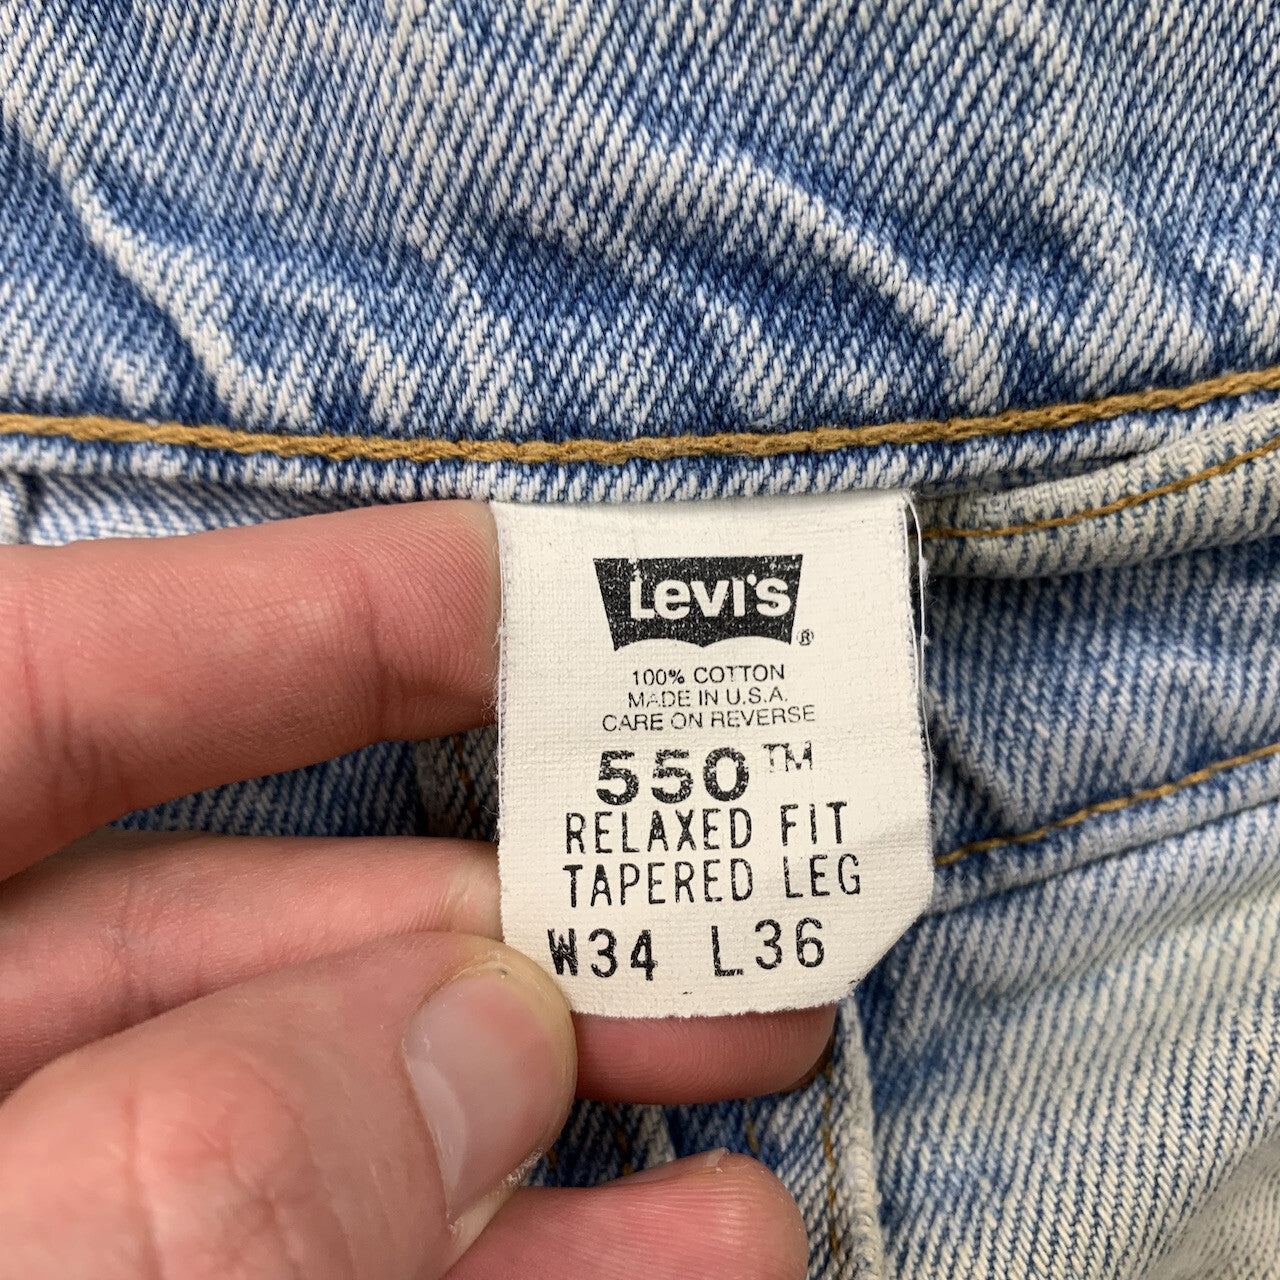 Levi's®
100% COTTON
MADE IN U.S.A.
CARE ON REVERSE
550™
RELAXED FIT
TAPERED LEG
W34 L36